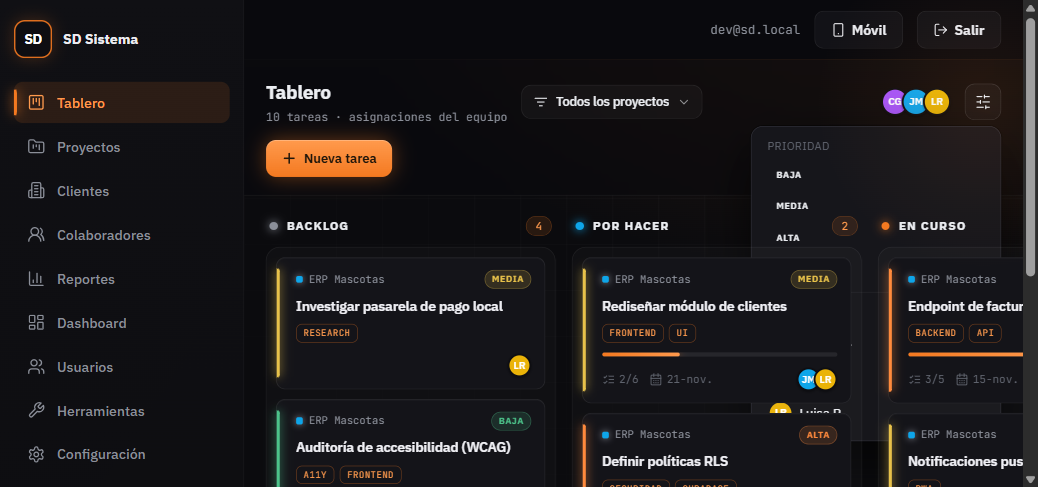 SD
SD Sistema
Tablero
Proyectos
Clientes
Colaboradores
Reportes
Dashboard
Usuarios
Herramientas
Configuración
dev@sd.local
Móvil
Salir
Tablero
10 tareas · asignaciones del equipo
Todos los proyectos
CG JM LR
Nueva tarea
PRIORIDAD
BAJA
MEDIA
ALTA
BACKLOG 4
ERP Mascotas MEDIA
Investigar pasarela de pago local
RESEARCH
LR
ERP Mascotas BAJA
Auditoría de accesibilidad (WCAG)
A11Y FRONTEND
POR HACER 2
ERP Mascotas MEDIA
Rediseñar módulo de clientes
FRONTEND UI
2/6 21-nov.
JM LR
LR
ERP Mascotas ALTA
Definir políticas RLS
EN CURSO
ERP Mascotas
Endpoint de factur
BACKEND API
3/5 15-nov.
ERP Mascotas
Notificaciones pus